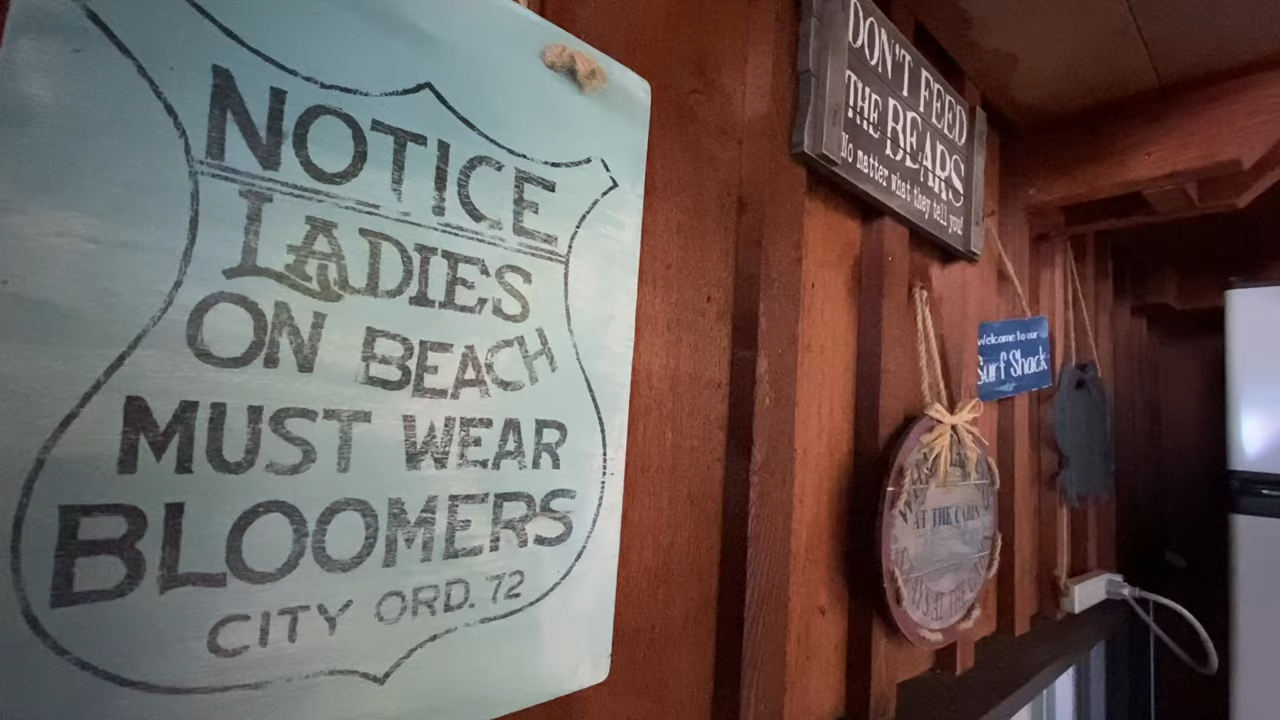 NOTICE
LADIES
ON BEACH
MUST WEAR
BLOOMERS
CITY ORD. 72
DON'T FEED
THE BEARS
No matter what they tell you!
Welcome to our
Surf Shack
AT THE CABIN